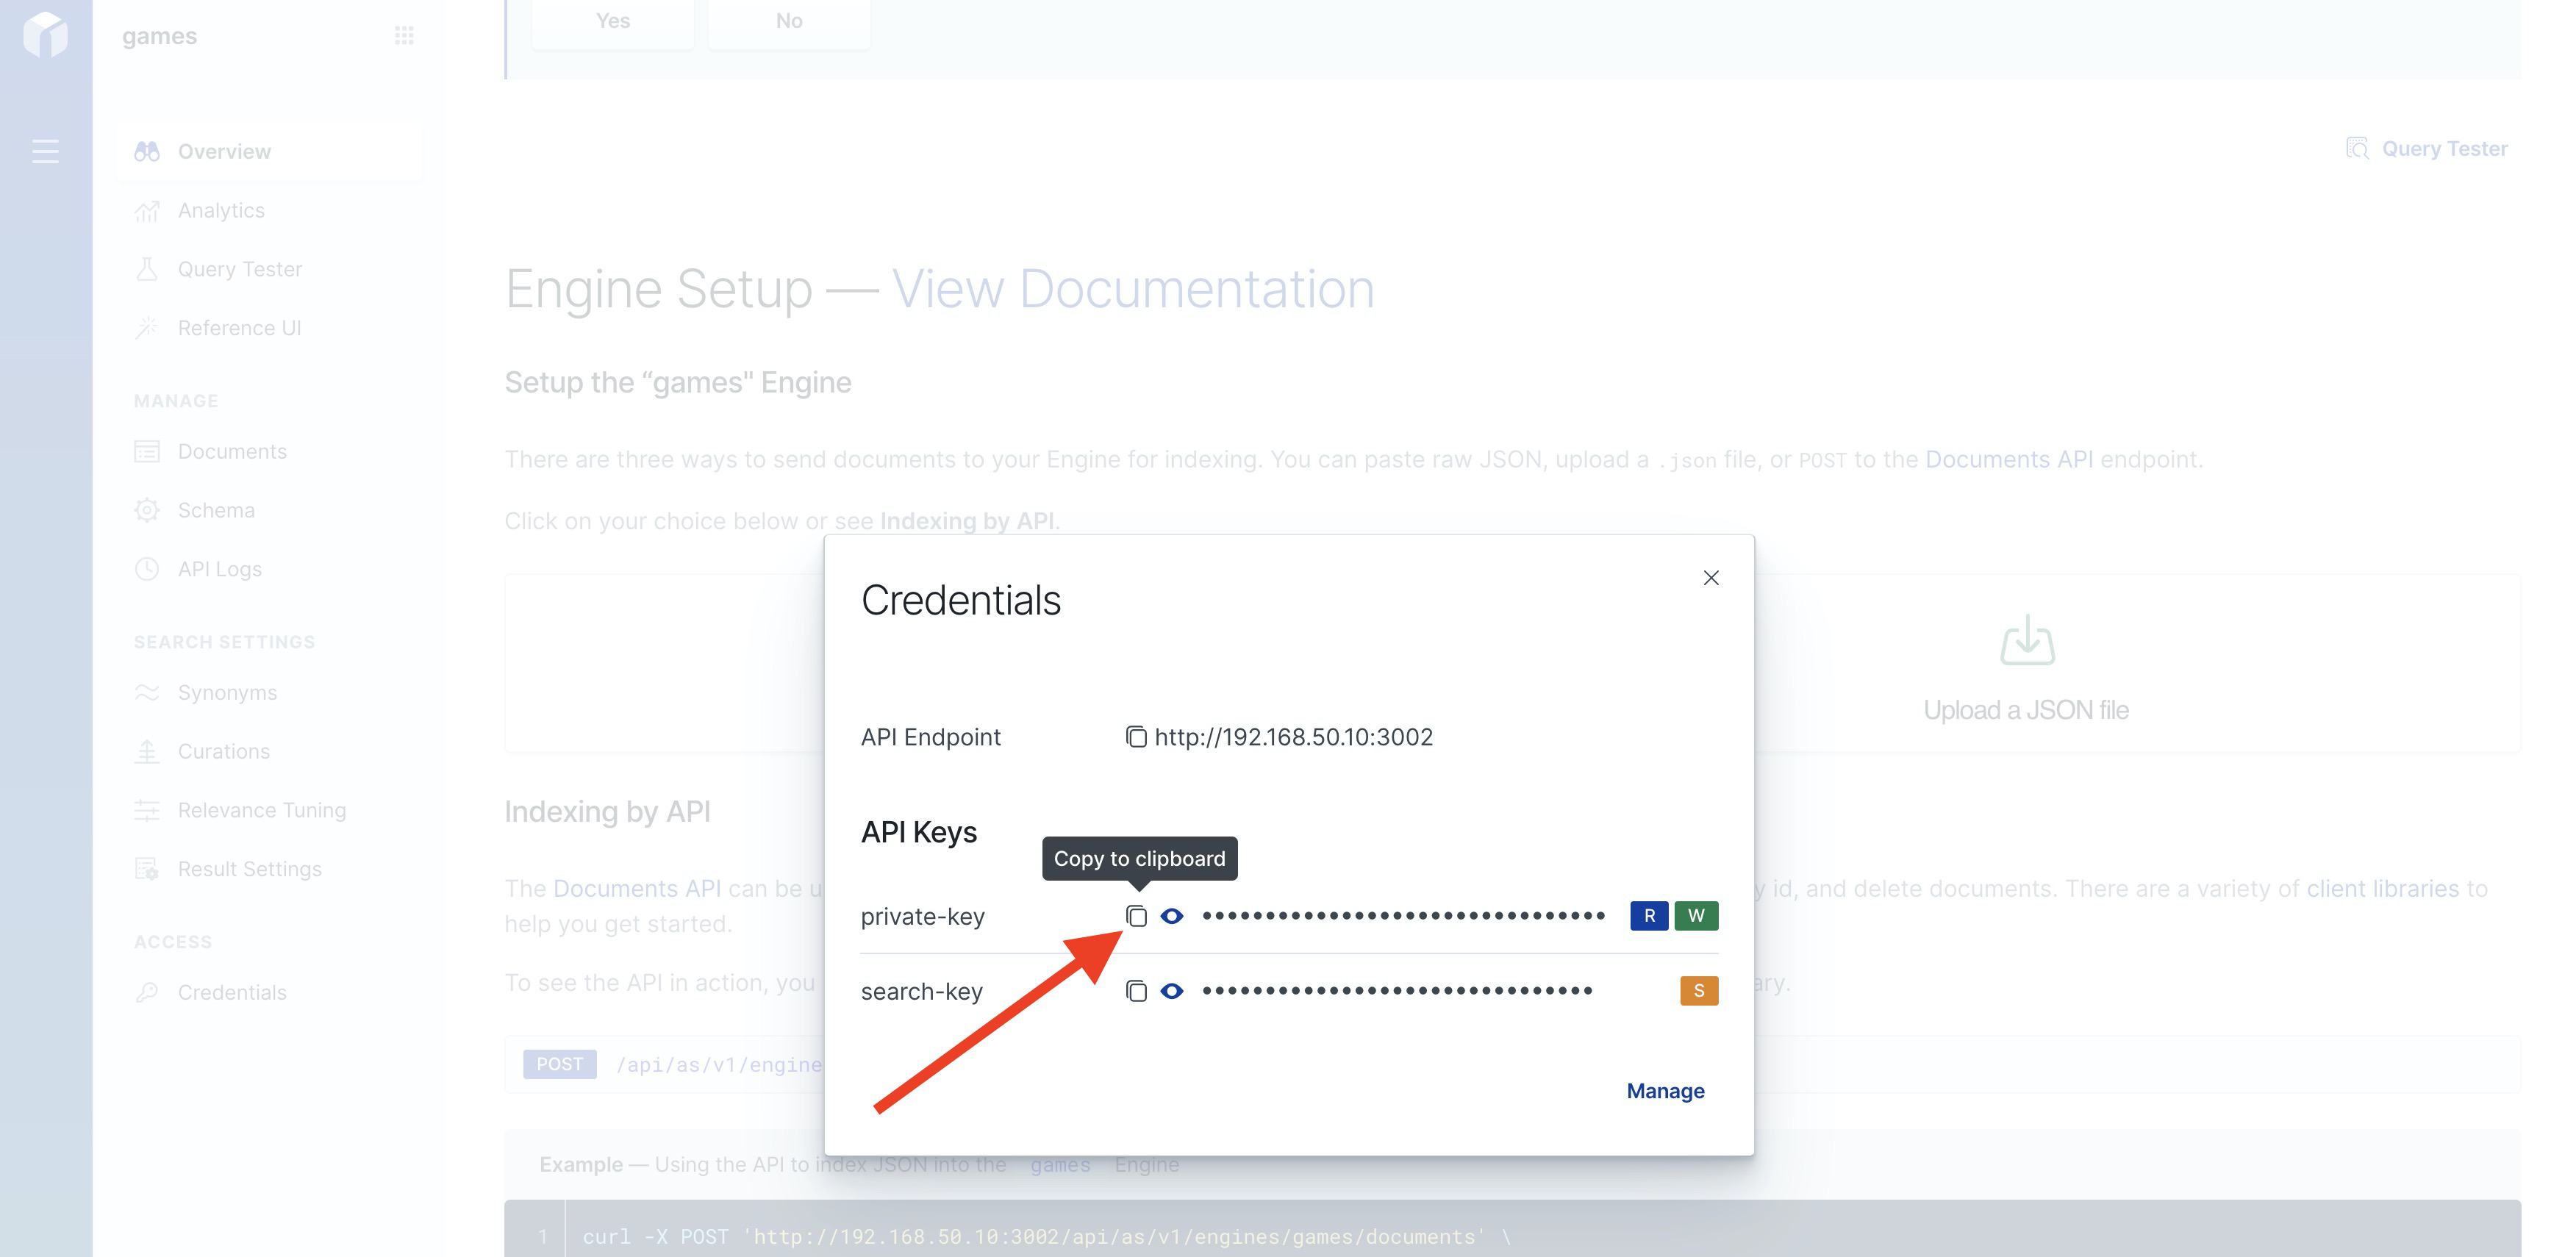 games
Yes
No
Overview
Query Tester
Analytics
Query Tester
Engine Setup — View Documentation
Reference UI
Setup the “games" Engine
MANAGE
Documents
There are three ways to send documents to your Engine for indexing. You can paste raw JSON, upload a .json file, or POST to the Documents API endpoint.
Schema
Click on your choice below or see Indexing by API.
API Logs
Credentials
SEARCH SETTINGS
Synonyms
Upload a JSON file
API Endpoint
http://192.168.50.10:3002
Curations
Relevance Tuning
Indexing by API
API Keys
Copy to clipboard
Result Settings
The Documents API can be u
y id, and delete documents. There are a variety of client libraries to
help you get started.
private-key
R
W
ACCESS
Credentials
To see the API in action, you
ary.
search-key
S
POST
/api/as/v1/engine
Manage
Example — Using the API to index JSON into the games Engine
1
curl -X POST 'http://192.168.50.10:3002/api/as/v1/engines/games/documents' \